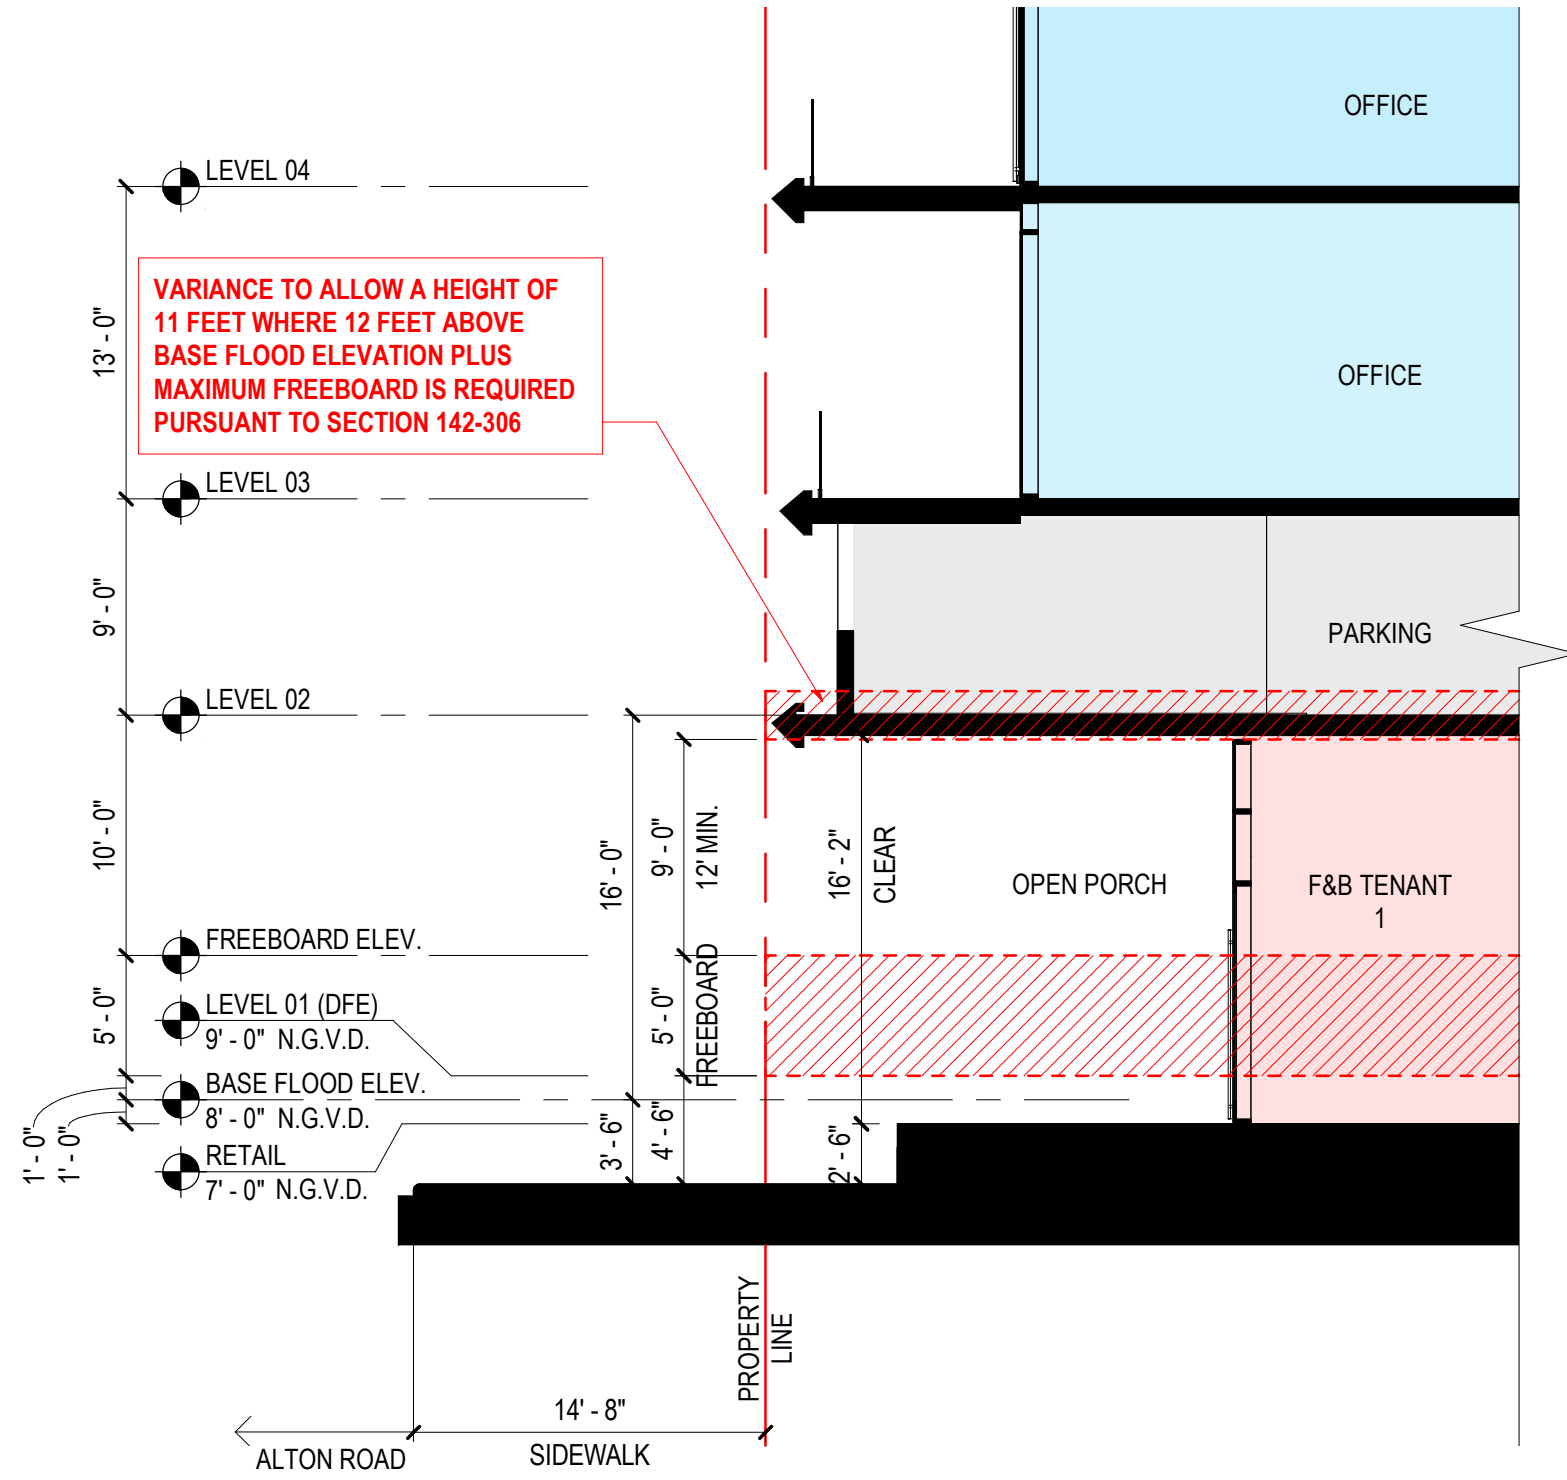 OFFICE
LEVEL 04
VARIANCE TO ALLOW A HEIGHT OF
11 FEET WHERE 12 FEET ABOVE
BASE FLOOD ELEVATION PLUS
MAXIMUM FREEBOARD IS REQUIRED
PURSUANT TO SECTION 142-306
13' - 0"
OFFICE
LEVEL 03
9' - 0"
PARKING
LEVEL 02
10' - 0"
16' - 0"
9' - 0"
12' MIN.
16' - 2"
CLEAR
OPEN PORCH
F&B TENANT
1
FREEBOARD ELEV.
5' - 0"
LEVEL 01 (DFE)
9' - 0" N.G.V.D.
5' - 0"
FREEBOARD
BASE FLOOD ELEV.
8' - 0" N.G.V.D.
1' - 0"
1' - 0"
RETAIL
7' - 0" N.G.V.D.
3' - 6"
4' - 6"
2' - 6"
PROPERTY
LINE
14' - 8"
SIDEWALK
ALTON ROAD